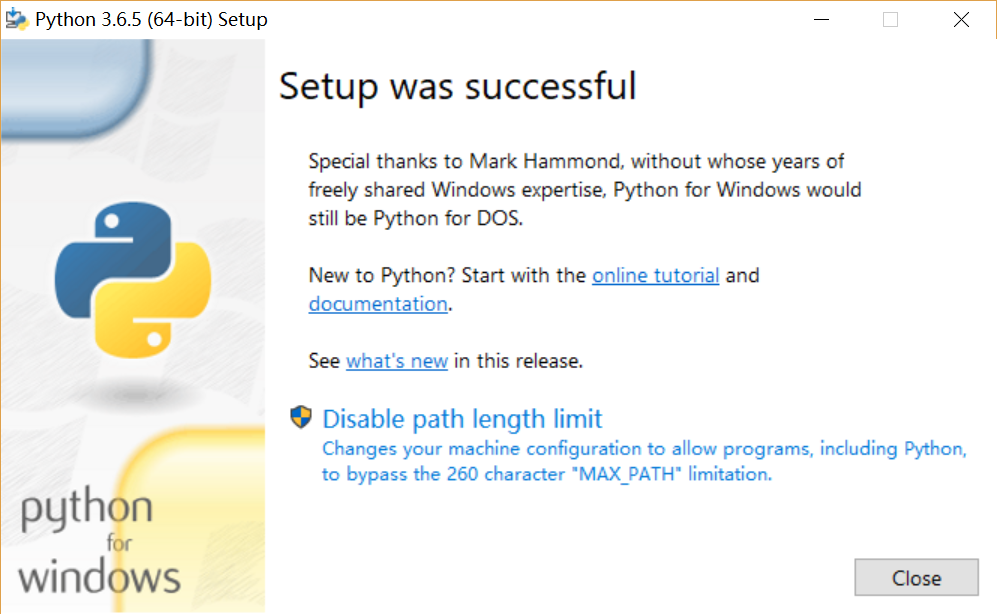 Python 3.6.5 (64-bit) Setup
Setup was successful
Special thanks to Mark Hammond, without whose years of
freely shared Windows expertise, Python for Windows would
still be Python for DOS.
New to Python? Start with the online tutorial and
documentation.
See what's new in this release.
Disable path length limit
Changes your machine configuration to allow programs, including Python,
to bypass the 260 character "MAX_PATH" limitation.
python
for
windows
Close